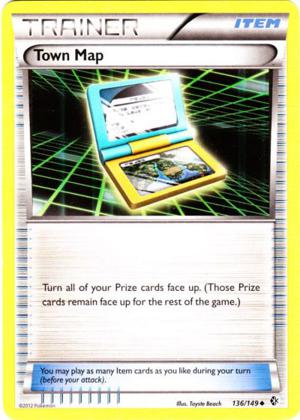 TRAINER
ITEM
Town Map
Turn all of your Prize cards face up. (Those Prize
cards remain face up for the rest of the game.)
You may play as many Item cards as you like during your turn
(before your attack).
©2012 Pokémon
Illus. Toyste Beach
136/149